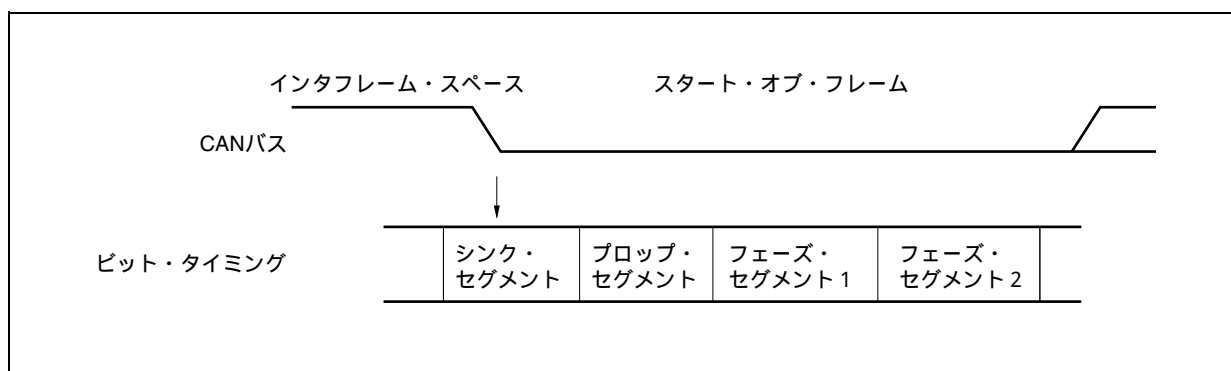 インタフレーム・スペース
スタート・オブ・フレーム
CANバス
ビット・タイミング
シンク・
セグメント
プロップ・
セグメント
フェーズ・
セグメント 1
フェーズ・
セグメント 2